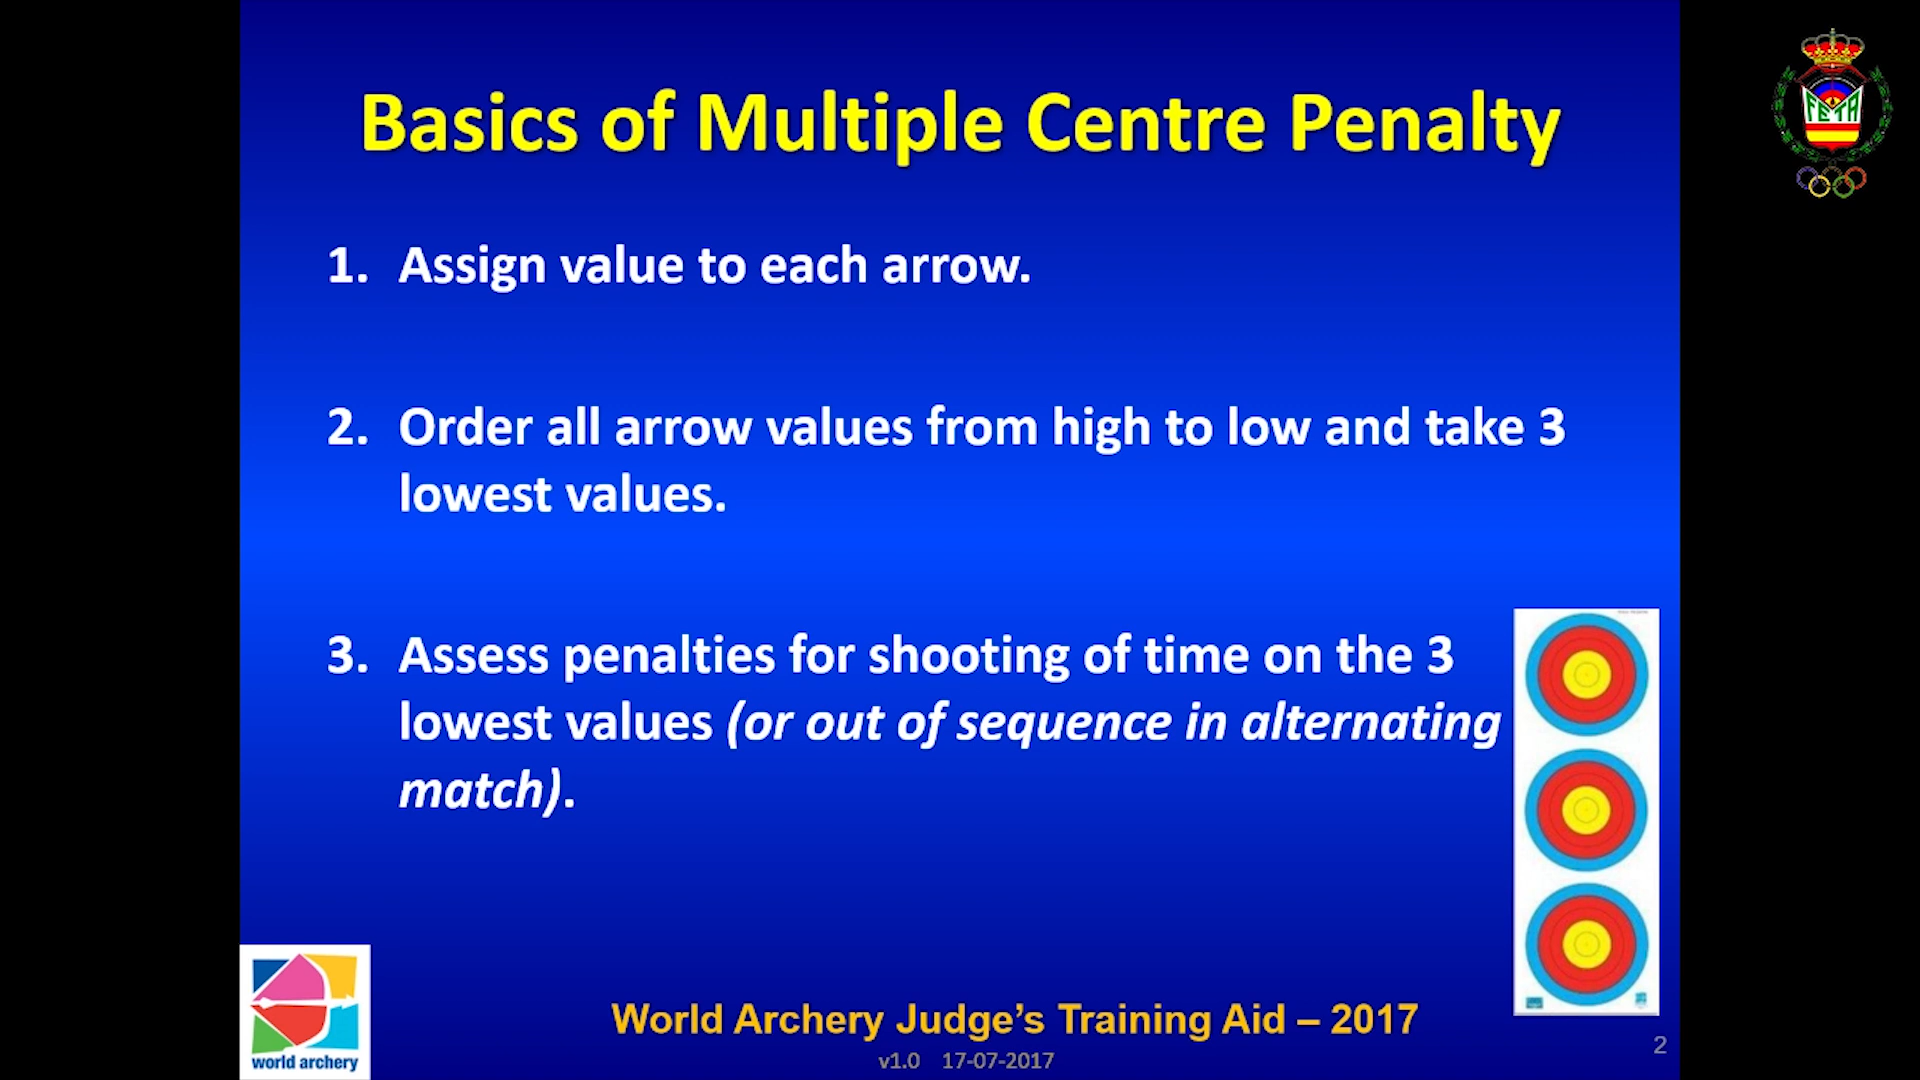 Basics of Multiple Centre Penalty
FETA
1. Assign value to each arrow.
2. Order all arrow values from high to low and take 3
lowest values.
3. Assess penalties for shooting of time on the 3
lowest values (or out of sequence in alternating
match).
world archery
World Archery Judge’s Training Aid – 2017
v1.0 17-07-2017
2